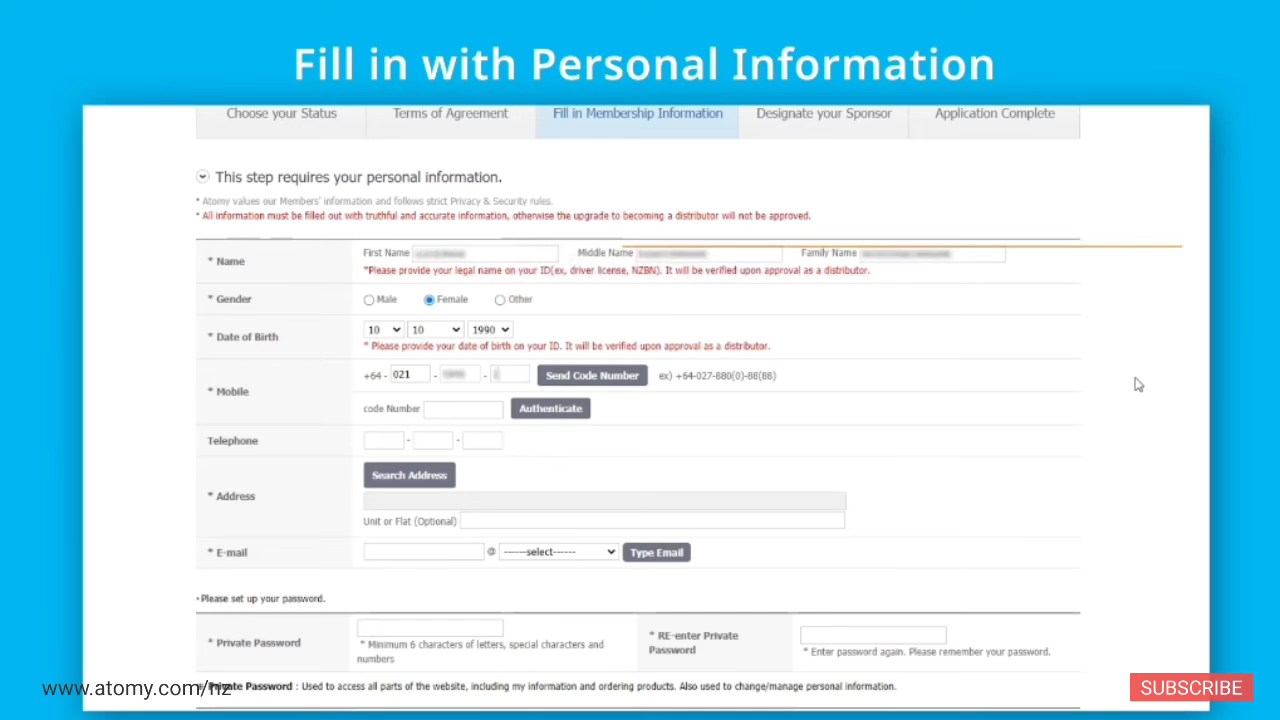 Fill in with Personal Information
Choose your Status Terms of Agreement Fill in Membership Information Designate your Sponsor Application Complete
This step requires your personal information.
* Atomy values our Members' information and follows strict Privacy & Security rules.
* All information must be filled out with truthful and accurate information, otherwise the upgrade to becoming a distributor will not be approved.
* Name First Name Middle Name Family Name
*Please provide your legal name on your ID(ex, driver license, NZBN). It will be verified upon approval as a distributor.
* Gender Male Female Other
* Date of Birth 10 10 1990
* Please provide your date of birth on your ID. It will be verified upon approval as a distributor.
* Mobile +64 - 021 - - Send Code Number ex) +64-027-880(0)-88(88)
code Number Authenticate
Telephone - -
* Address Search Address
Unit or Flat (Optional)
* E-mail @ ------select------ Type Email
• Please set up your password.
* Private Password * Minimum 6 characters of letters, special characters and numbers
* RE-enter Private Password * Enter password again. Please remember your password.
Private Password : Used to access all parts of the website, including my information and ordering products. Also used to change/manage personal information.
www.atomy.com/nz
SUBSCRIBE